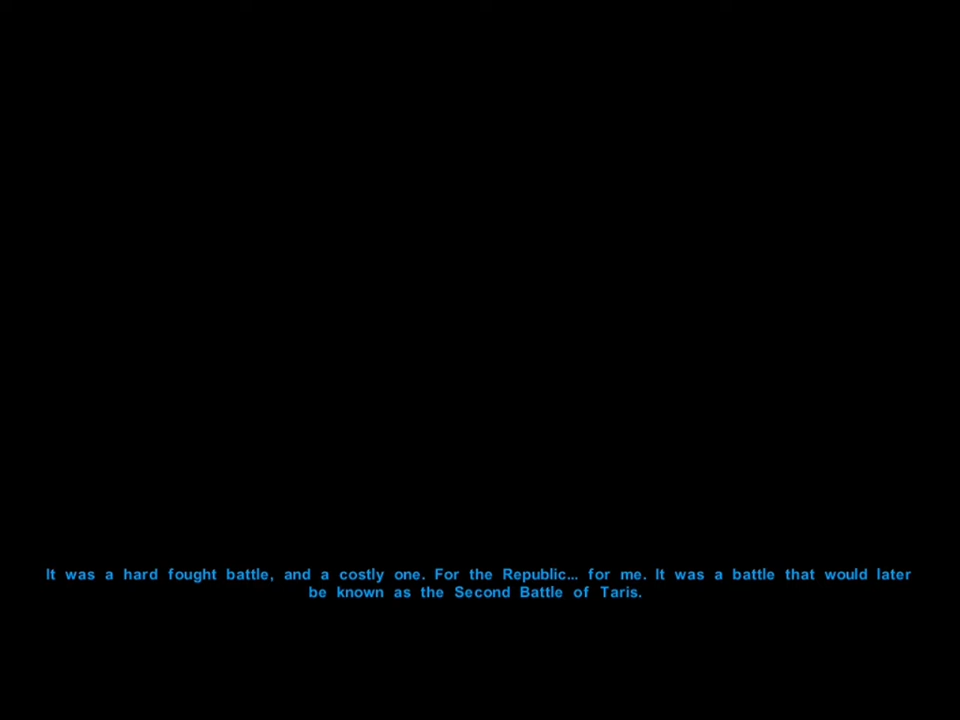 It was a hard fought battle, and a costly one. For the Republic... for me. It was a battle that would later
be known as the Second Battle of Taris.